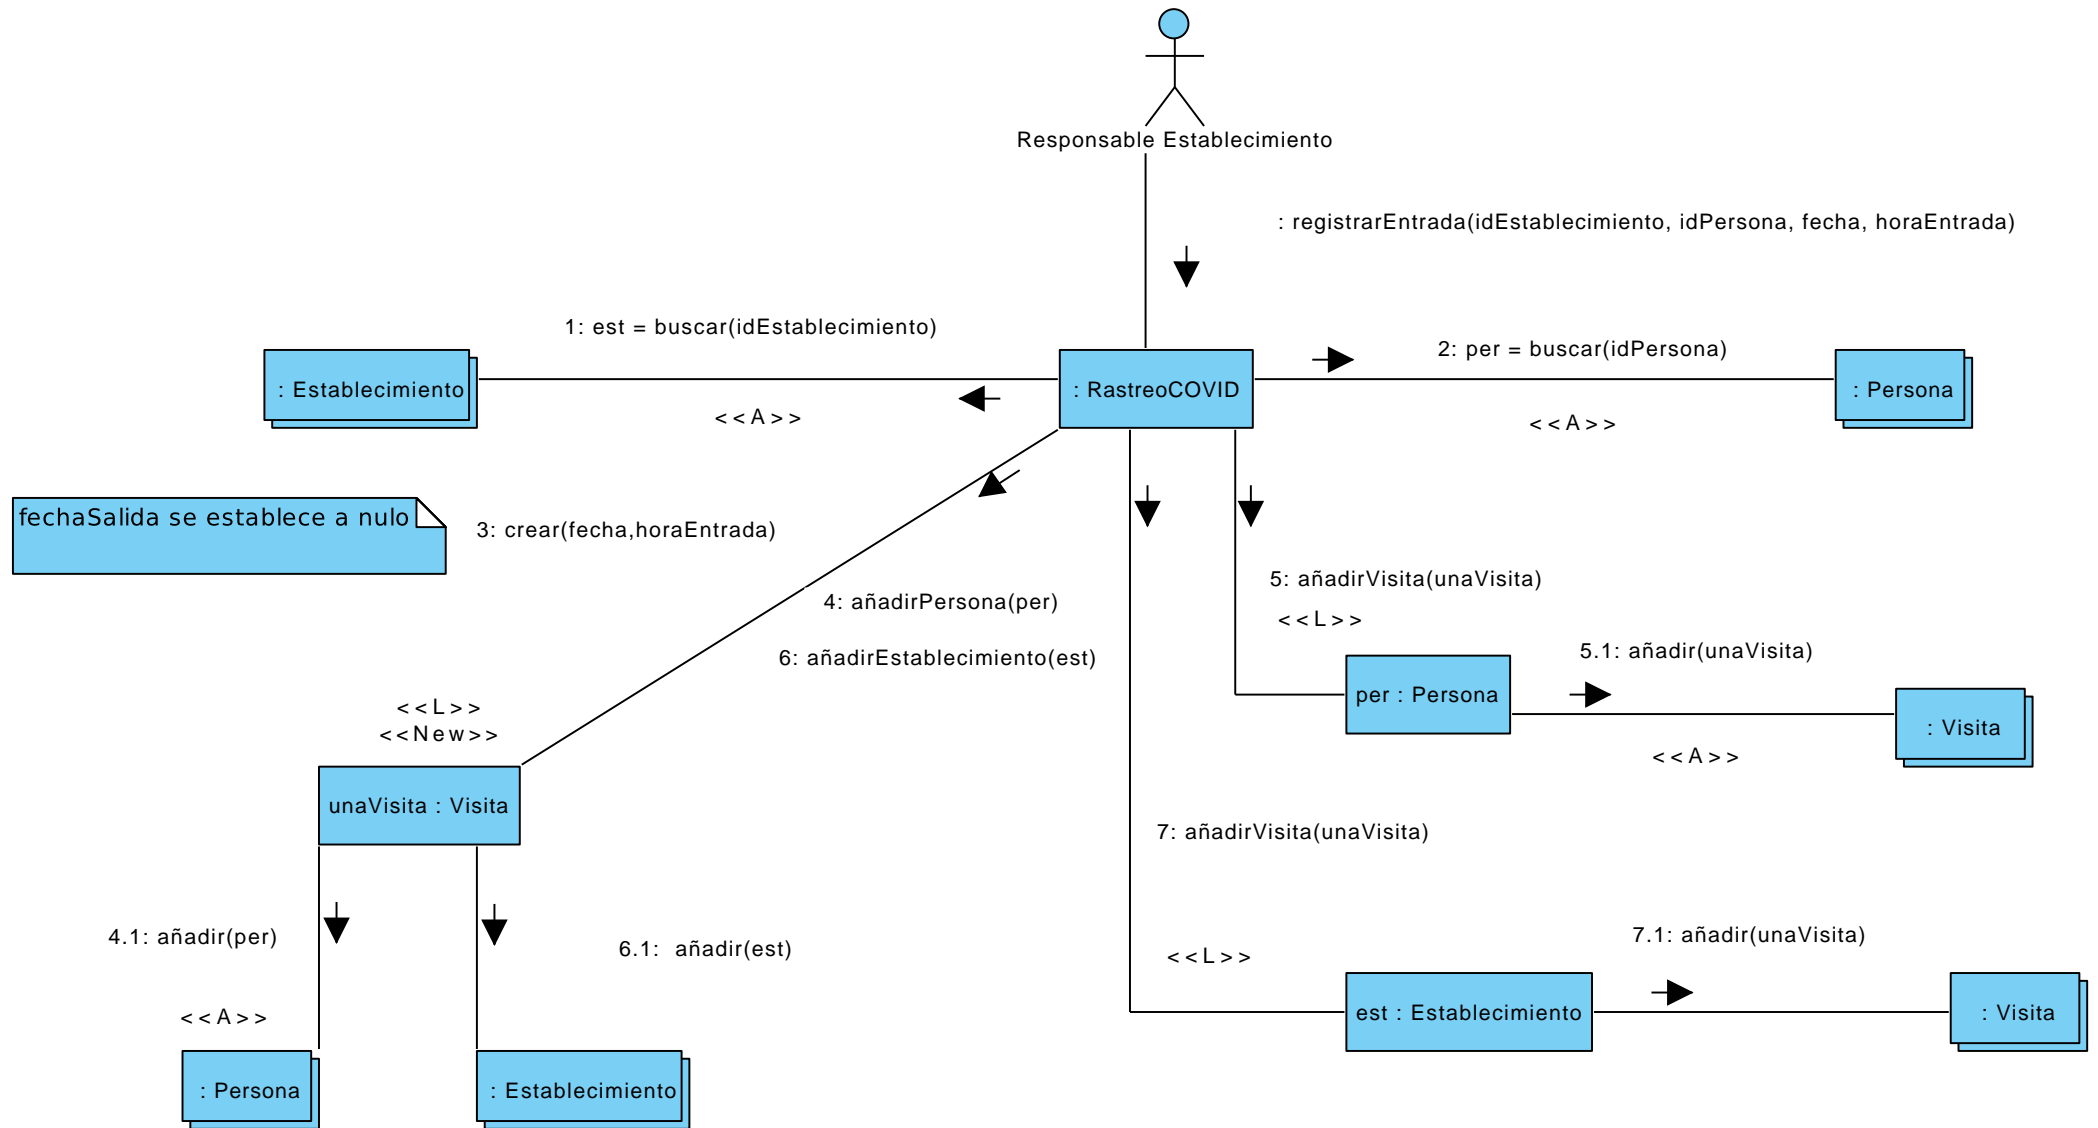 Responsable Establecimiento
: registrarEntrada(idEstablecimiento, idPersona, fecha, horaEntrada)
1: est = buscar(idEstablecimiento)
2: per = buscar(idPersona)
: Establecimiento
: RastreoCOVID
: Persona
<<A>>
<<A>>
fechaSalida se establece a nulo
3: crear(fecha,horaEntrada)
4: añadirPersona(per)
5: añadirVisita(unaVisita)
<<L>>
6: añadirEstablecimiento(est)
5.1: añadir(unaVisita)
per : Persona
<<L>>
<<New>>
: Visita
<<A>>
unaVisita : Visita
7: añadirVisita(unaVisita)
4.1: añadir(per)
6.1:  añadir(est)
7.1: añadir(unaVisita)
<<L>>
<<A>>
est : Establecimiento
: Visita
: Persona
: Establecimiento